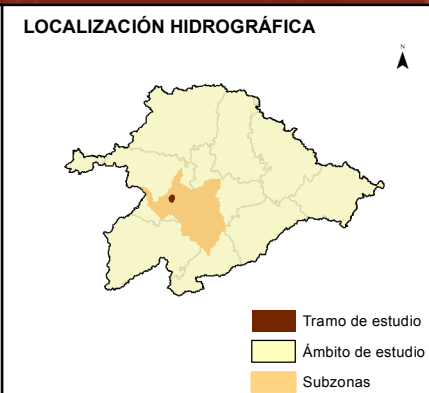 LOCALIZACIÓN HIDROGRÁFICA
N
Tramo de estudio
Ámbito de estudio
Subzonas